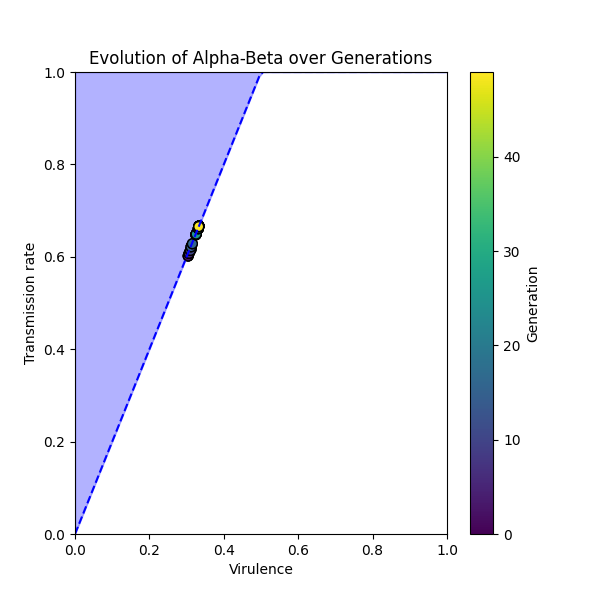 Evolution of Alpha-Beta over Generations
1.0
0.8
0.6
0.4
0.2
0.0
Transmission rate
0.0 0.2 0.4 0.6 0.8 1.0
Virulence
40
30
20
10
0
Generation